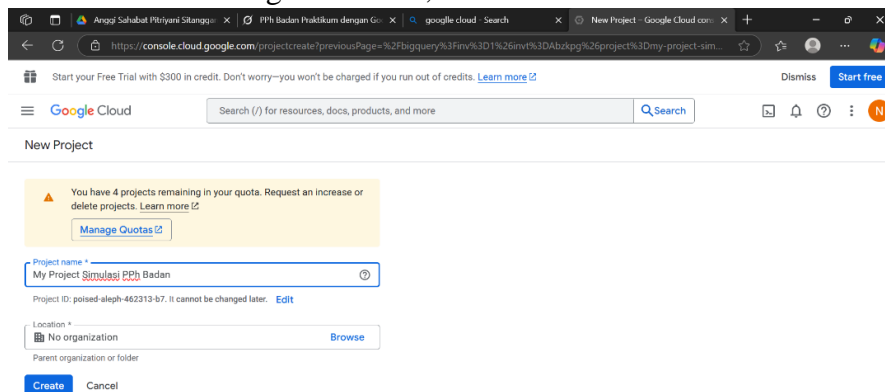 Anggi Sahabat Pitriyani Sitangga
PPh Badan Praktikum dengan Go
googlle cloud - Search
New Project - Google Cloud cons
https://console.cloud.google.com/projectcreate?previousPage=%2Fbigquery%3Finv%3D1%26invt%3DAbzkpg%26project%3Dmy-project-sim...
Start your Free Trial with $300 in credit. Don't worry—you won't be charged if you run out of credits. Learn more
Dismiss
Start free
Google Cloud
Search (/) for resources, docs, products, and more
Search
N
New Project
You have 4 projects remaining in your quota. Request an increase or
delete projects. Learn more
Manage Quotas
Project name *
My Project Simulasi PPh Badan
Project ID: poised-aleph-462313-b7. It cannot be changed later. Edit
Location *
No organization
Browse
Parent organization or folder
Create
Cancel